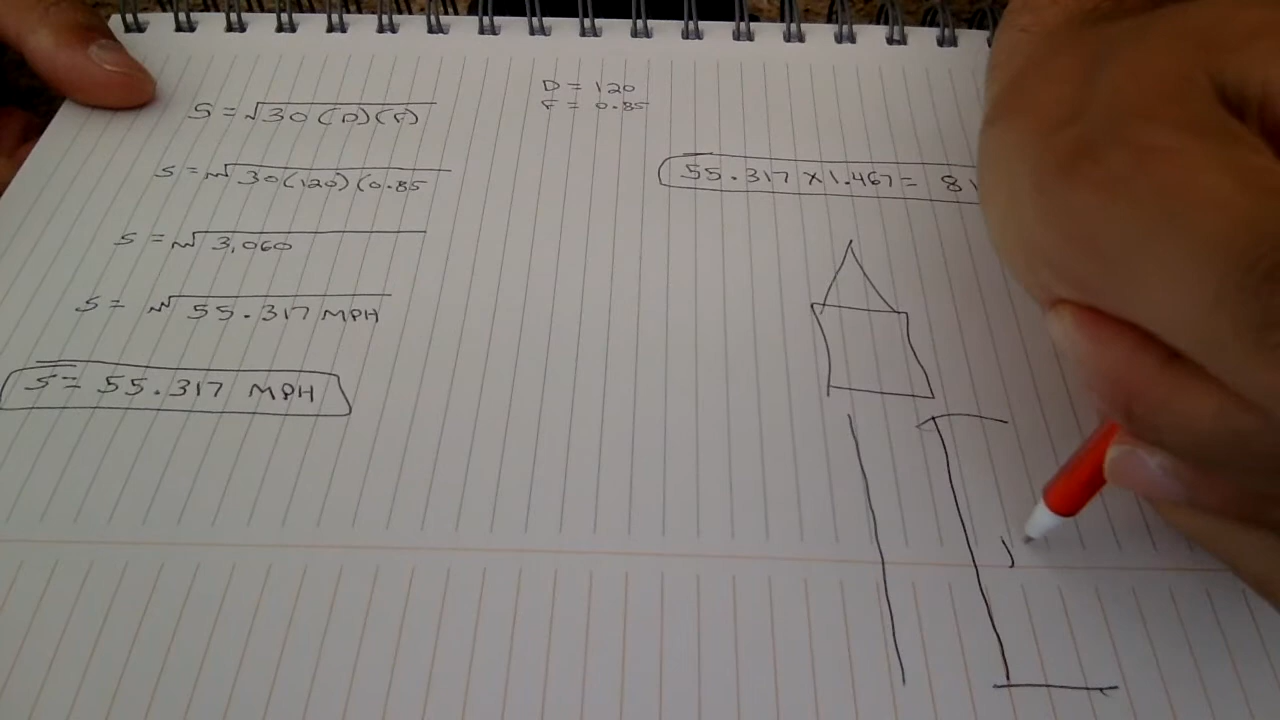 S = √30(D)(F)
D = 120
F = 0.85
S = √30(120)(0.85
S = √3,060
S = √55.317 MPH
S = 55.317 MPH
55.317 x 1.467 = 81